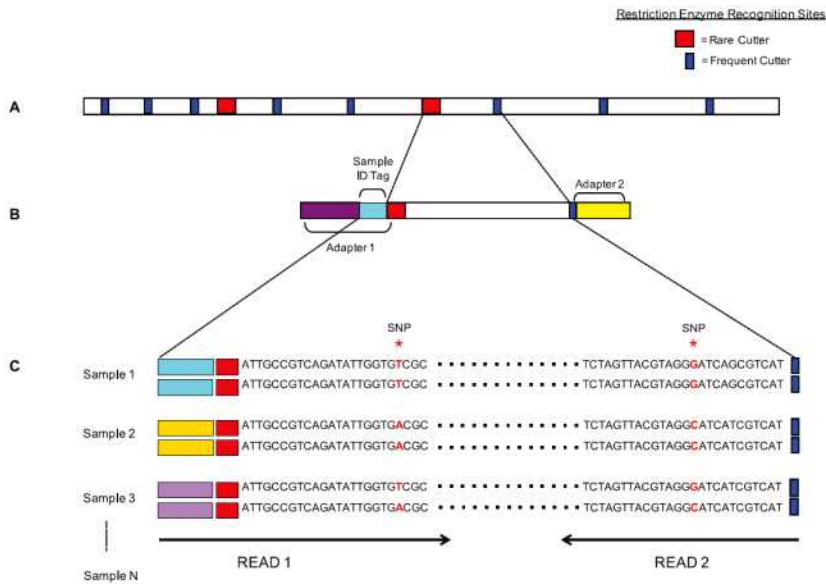 Restriction Enzyme Recognition Sites
= Rare Cutter
= Frequent Cutter
A
Sample
ID Tag
Adapter 2
B
Adapter 1
SNP
*
SNP
*
C
Sample 1
ATTGCCGTCAGATATTGGTGTCGC
TCTAGTTACGTAGGGATCAGCGTCAT
ATTGCCGTCAGATATTGGTGTCGC
TCTAGTTACGTAGGGATCAGCGTCAT
Sample 2
ATTGCCGTCAGATATTGGTGACGC
TCTAGTTACGTAGGCATCATCGTCAT
ATTGCCGTCAGATATTGGTGACGC
TCTAGTTACGTAGGCATCATCGTCAT
Sample 3
ATTGCCGTCAGATATTGGTGTCGC
TCTAGTTACGTAGGGATCATCGTCAT
ATTGCCGTCAGATATTGGTGACGC
TCTAGTTACGTAGGCATCATCGTCAT
READ 1
READ 2
Sample N